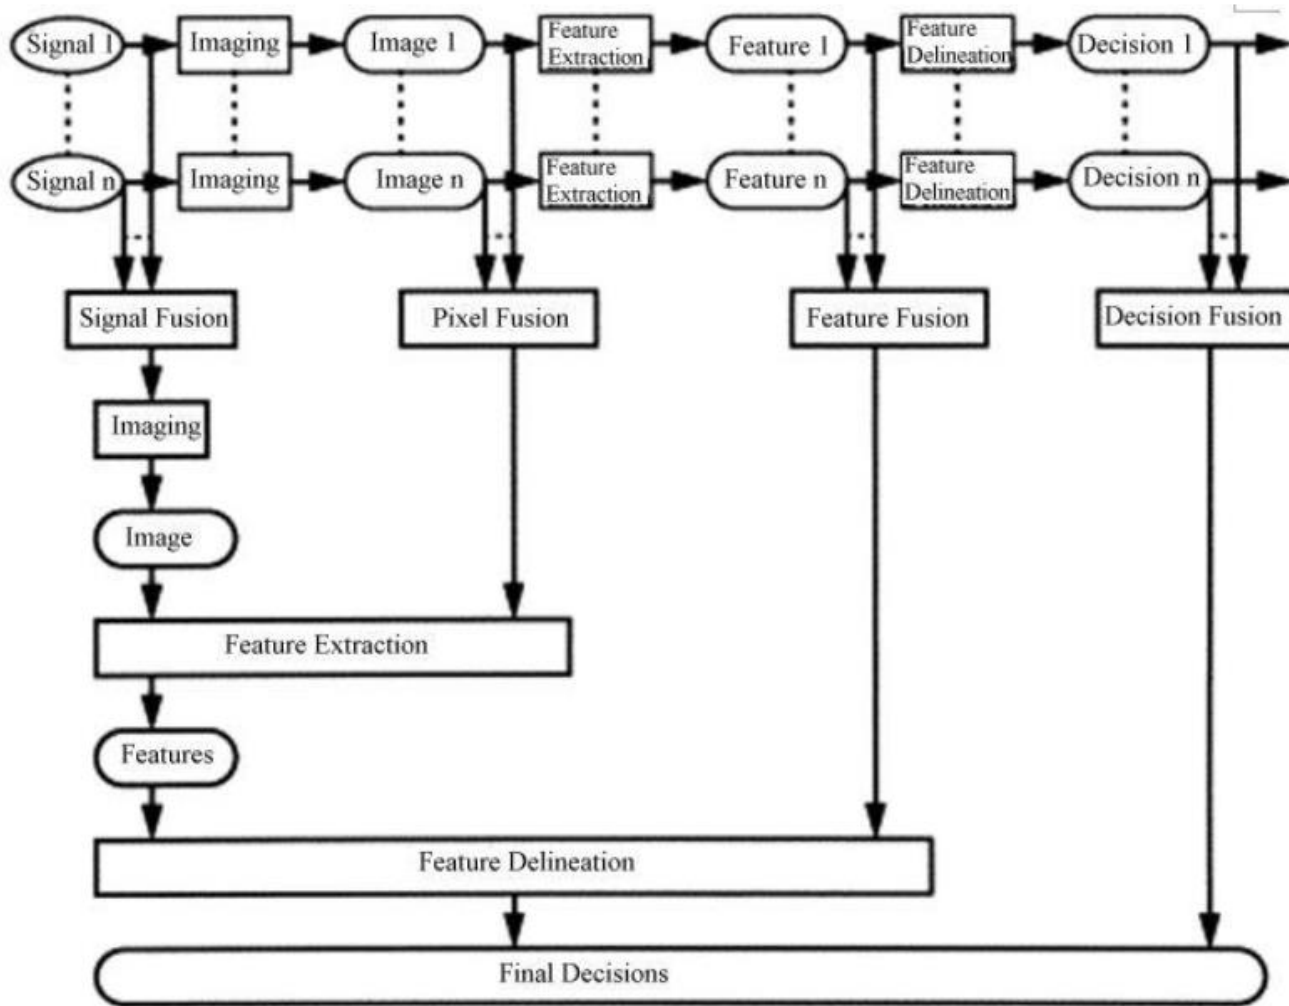 Signal 1
Imaging
Image 1
Feature
Extraction
Feature 1
Feature
Delineation
Decision 1
Signal n
Imaging
Image n
Feature
Extraction
Feature n
Feature
Delineation
Decision n
Signal Fusion
Pixel Fusion
Feature Fusion
Decision Fusion
Imaging
Image
Feature Extraction
Features
Feature Delineation
Final Decisions